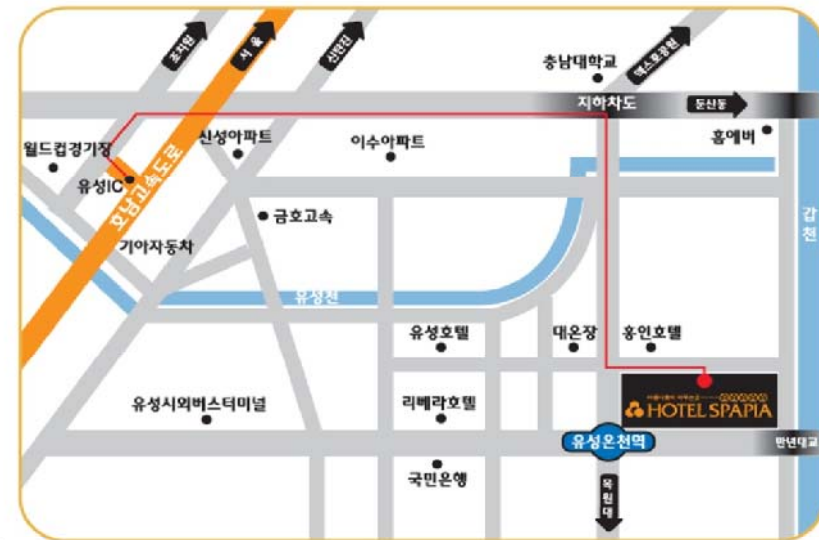 조치원
서울
신탄진
충남대학교
엑스포공원
지하차도
둔산동
월드컵경기장
신성아파트
이수아파트
홈에버
유성IC
호남고속도로
금호고속
갑천
기아자동차
유성천
유성호텔
대온장
홍인호텔
유성시외버스터미널
리베라호텔
HOTEL SPAPIA
유성온천역
만년대교
국민은행
목원대